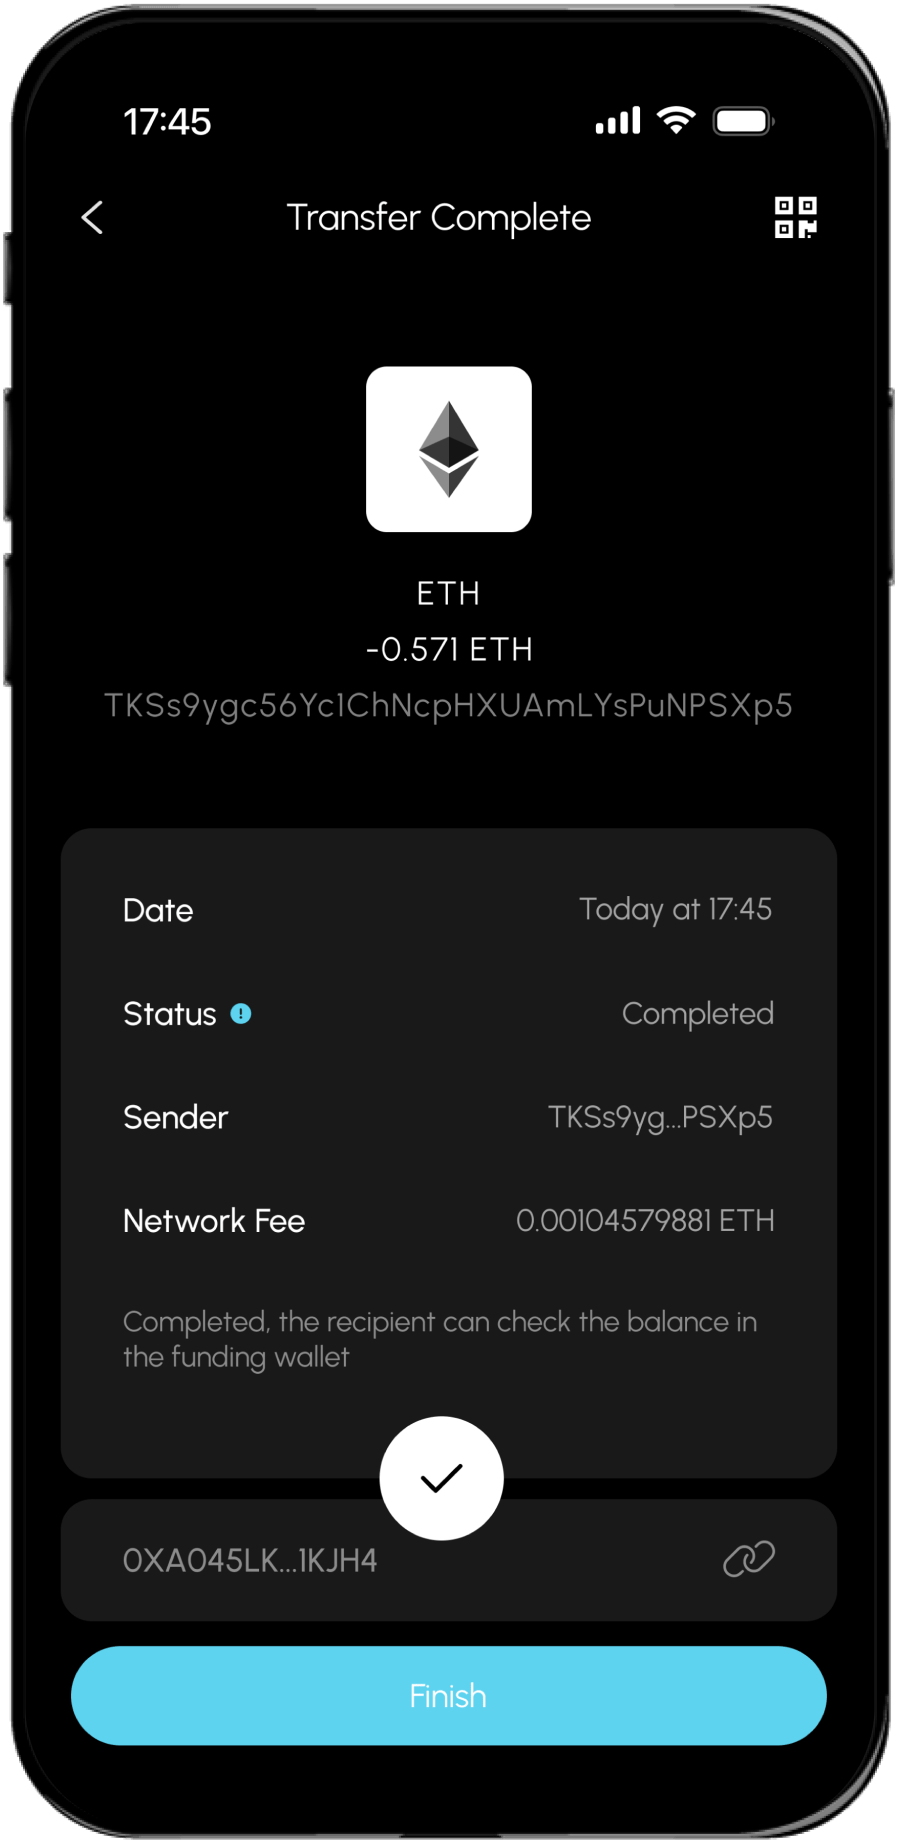 17:45
Transfer Complete
ETH
-0.571 ETH
TKSs9ygc56Yc1ChNcpHXUAmLYsPuNPSXp5
Date Today at 17:45
Status Completed
Sender TKSs9yg...PSXp5
Network Fee 0.00104579881 ETH
Completed, the recipient can check the balance in
the funding wallet
0XA045LK...1KJH4
Finish